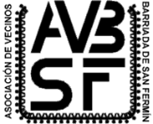 ASOCIACIÓN DE VECINOS
AVB
SF
BARRIADA DE SAN FERMÍN